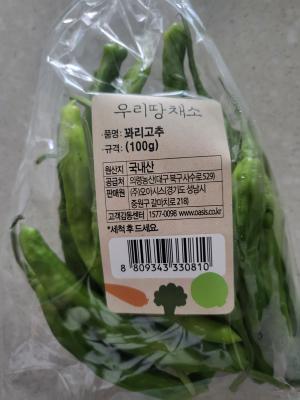 우리땅채소
· 품명 : 꽈리고추
· 규격 : (100g)
원산지 국내산
공급처 의령농산(대구 북구 사수로529)
판매원 (주)오아시스(경기도 성남시
중원구 갈마치로 218)
고객감동센터 1577-0098 www.oasis.co.kr
*세척 후 드세요.
8 809343 330810